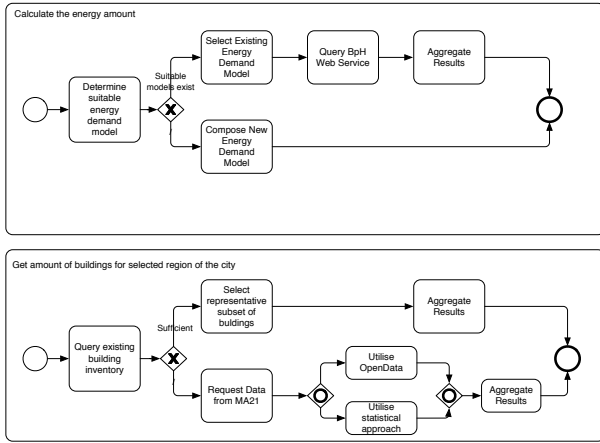 Calculate the energy amount
Determine
suitable
energy
demand
model
Suitable
models exist
Select Existing
Energy
Demand
Model
Query BpH
Web Service
Aggregate
Results
Compose New
Energy
Demand
Model
Get amount of buildings for selected region of the city
Query existing
building
inventory
Sufficient
Select
representative
subset of
buldings
Aggregate
Results
Request Data
from MA21
Utilise
OpenData
Utilise
statistical
approach
Aggregate
Results